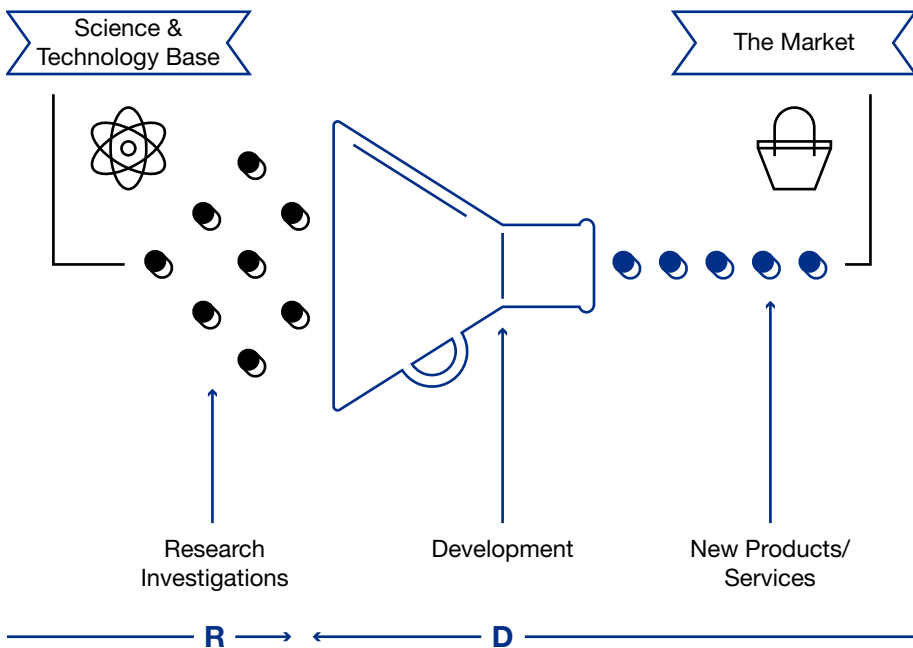 Science &
Technology Base
The Market
Research
Investigations
Development
New Products/
Services
R
D